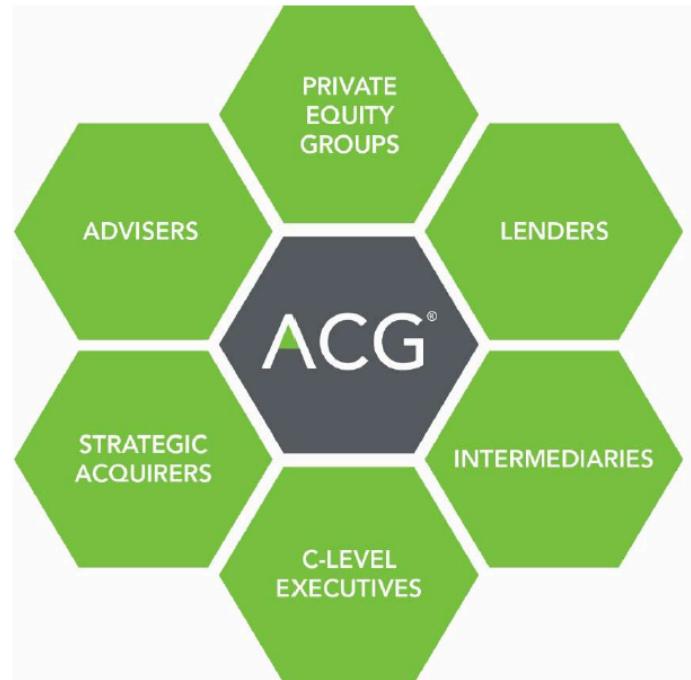 PRIVATE
EQUITY
GROUPS
ADVISERS
LENDERS
ACG®
STRATEGIC
ACQUIRERS
INTERMEDIARIES
C-LEVEL
EXECUTIVES